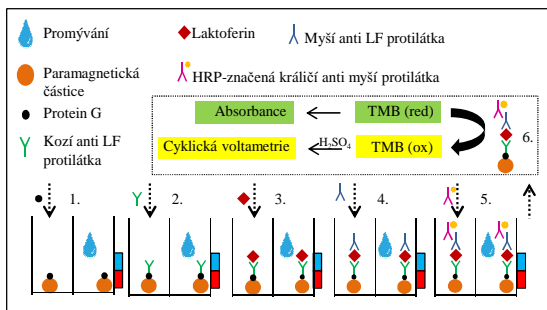 Promývání
Laktoferin
Myší anti LF protilátka
Paramagnetická
částice
HRP-značená králičí anti myší protilátka
Protein G
Kozí anti LF
protilátka
Absorbance
TMB (red)
Cyklická voltametrie
H₂SO₄
TMB (ox)
6.
1.
2.
3.
4.
5.